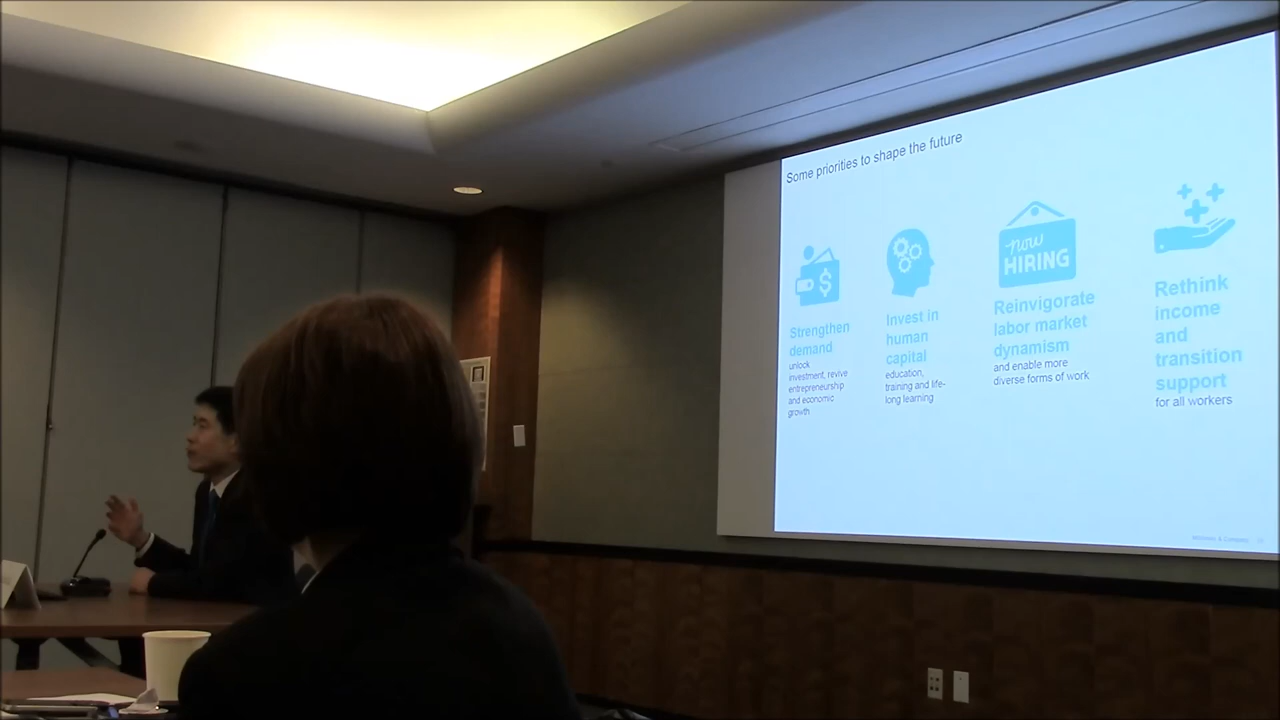 Some priorities to shape the future
Strengthen
demand
unlock
investment, revive
entrepreneurship
and economic
growth
Invest in
human
capital
education,
training and life-
long learning
now
HIRING
Reinvigorate
labor market
dynamism
and enable more
diverse forms of work
Rethink
income
and
transition
support
for all workers
McKinsey & Company